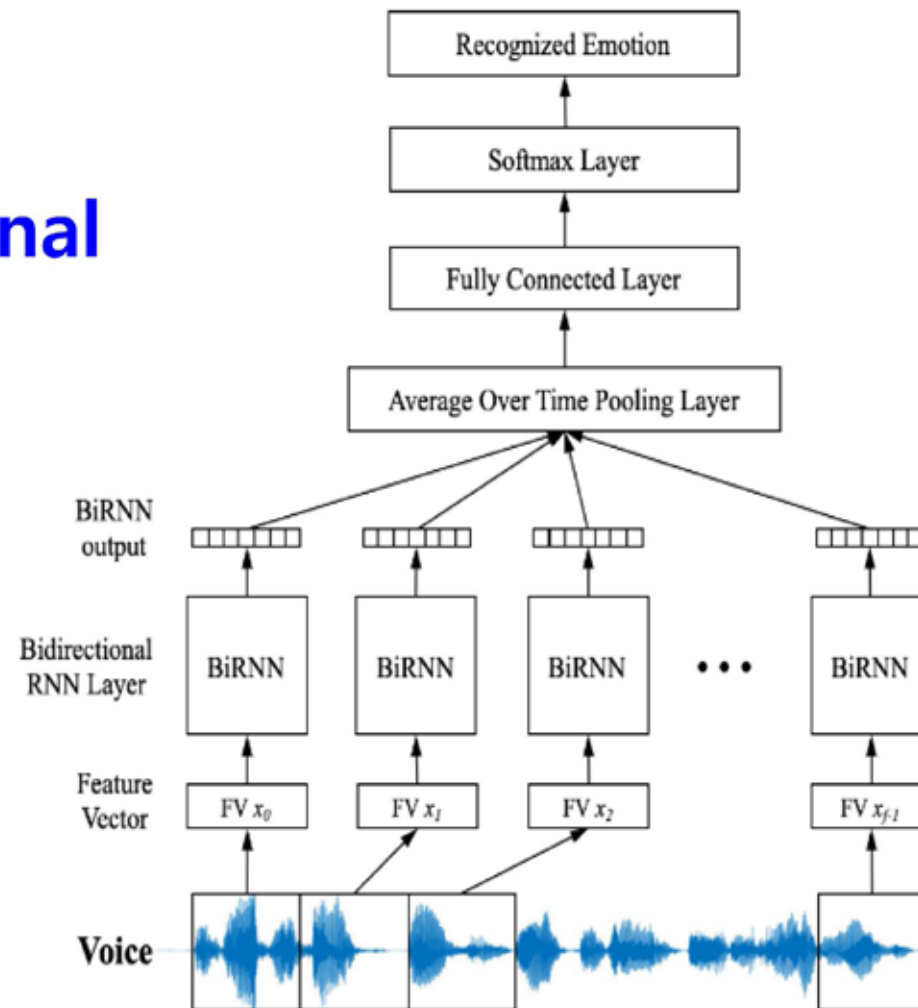 Recognized Emotion
Softmax Layer
nal
Fully Connected Layer
Average Over Time Pooling Layer
BiRNN
output
Bidirectional
RNN Layer
BiRNN
BiRNN
BiRNN
• • •
BiRNN
Feature
Vector
FV x₀
FV x₁
FV x₂
FV x_f-1
Voice